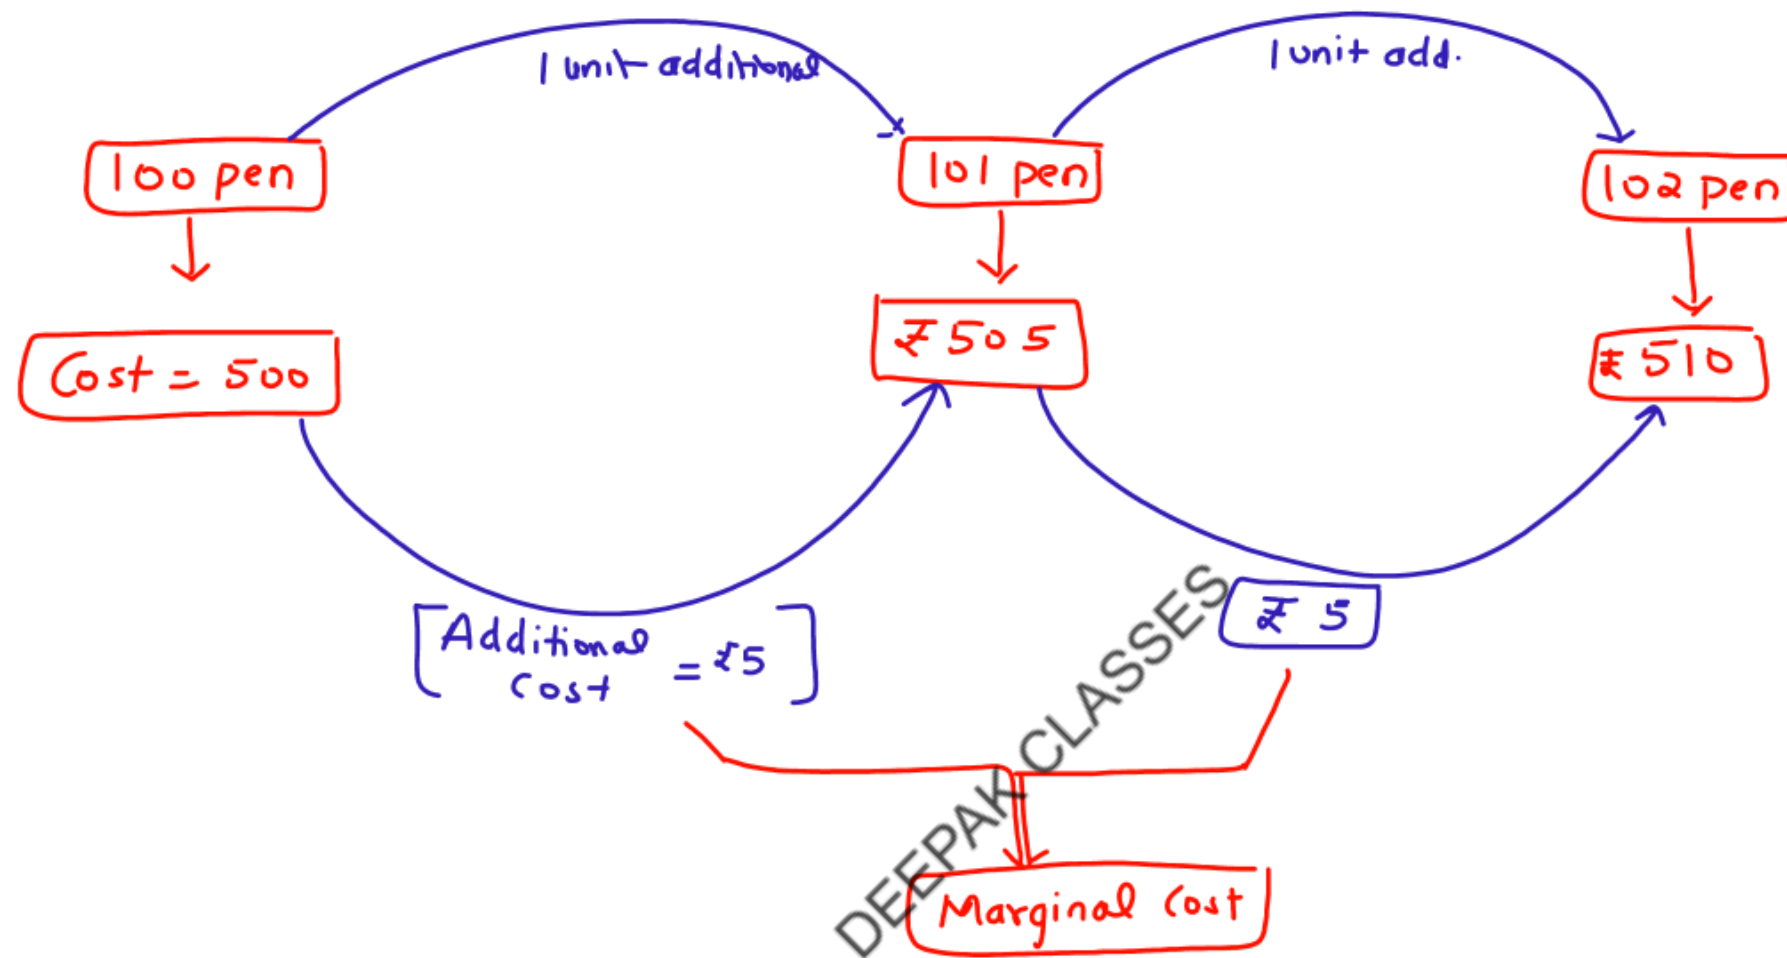 1 unit additional
1 unit add.
100 pen
101 pen
102 pen
Cost = 500
₹ 505
₹ 510
Additional
cost = ₹5
₹ 5
DEEPAK CLASSES
Marginal Cost